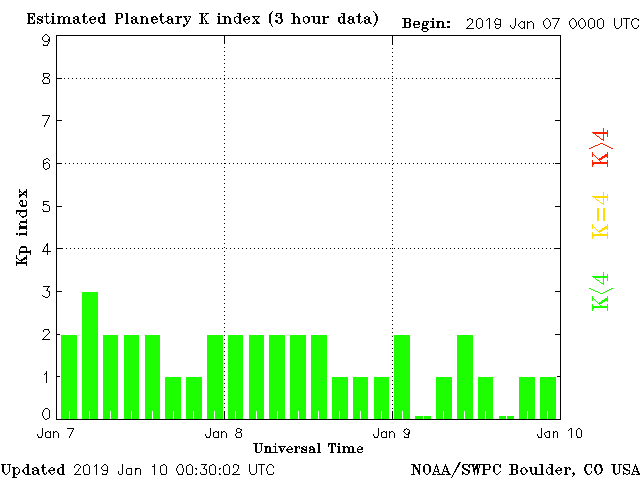 Estimated Planetary K index (3 hour data) Begin: 2019 Jan 07 0000 UTC
9
8
7
6
5
4
3
2
1
0
Kp index
K>4
K=4
K<4
Jan 7 Jan 8 Jan 9 Jan 10
Universal Time
Updated 2019 Jan 10 00:30:02 UTC NOAA/SWPC Boulder, CO USA